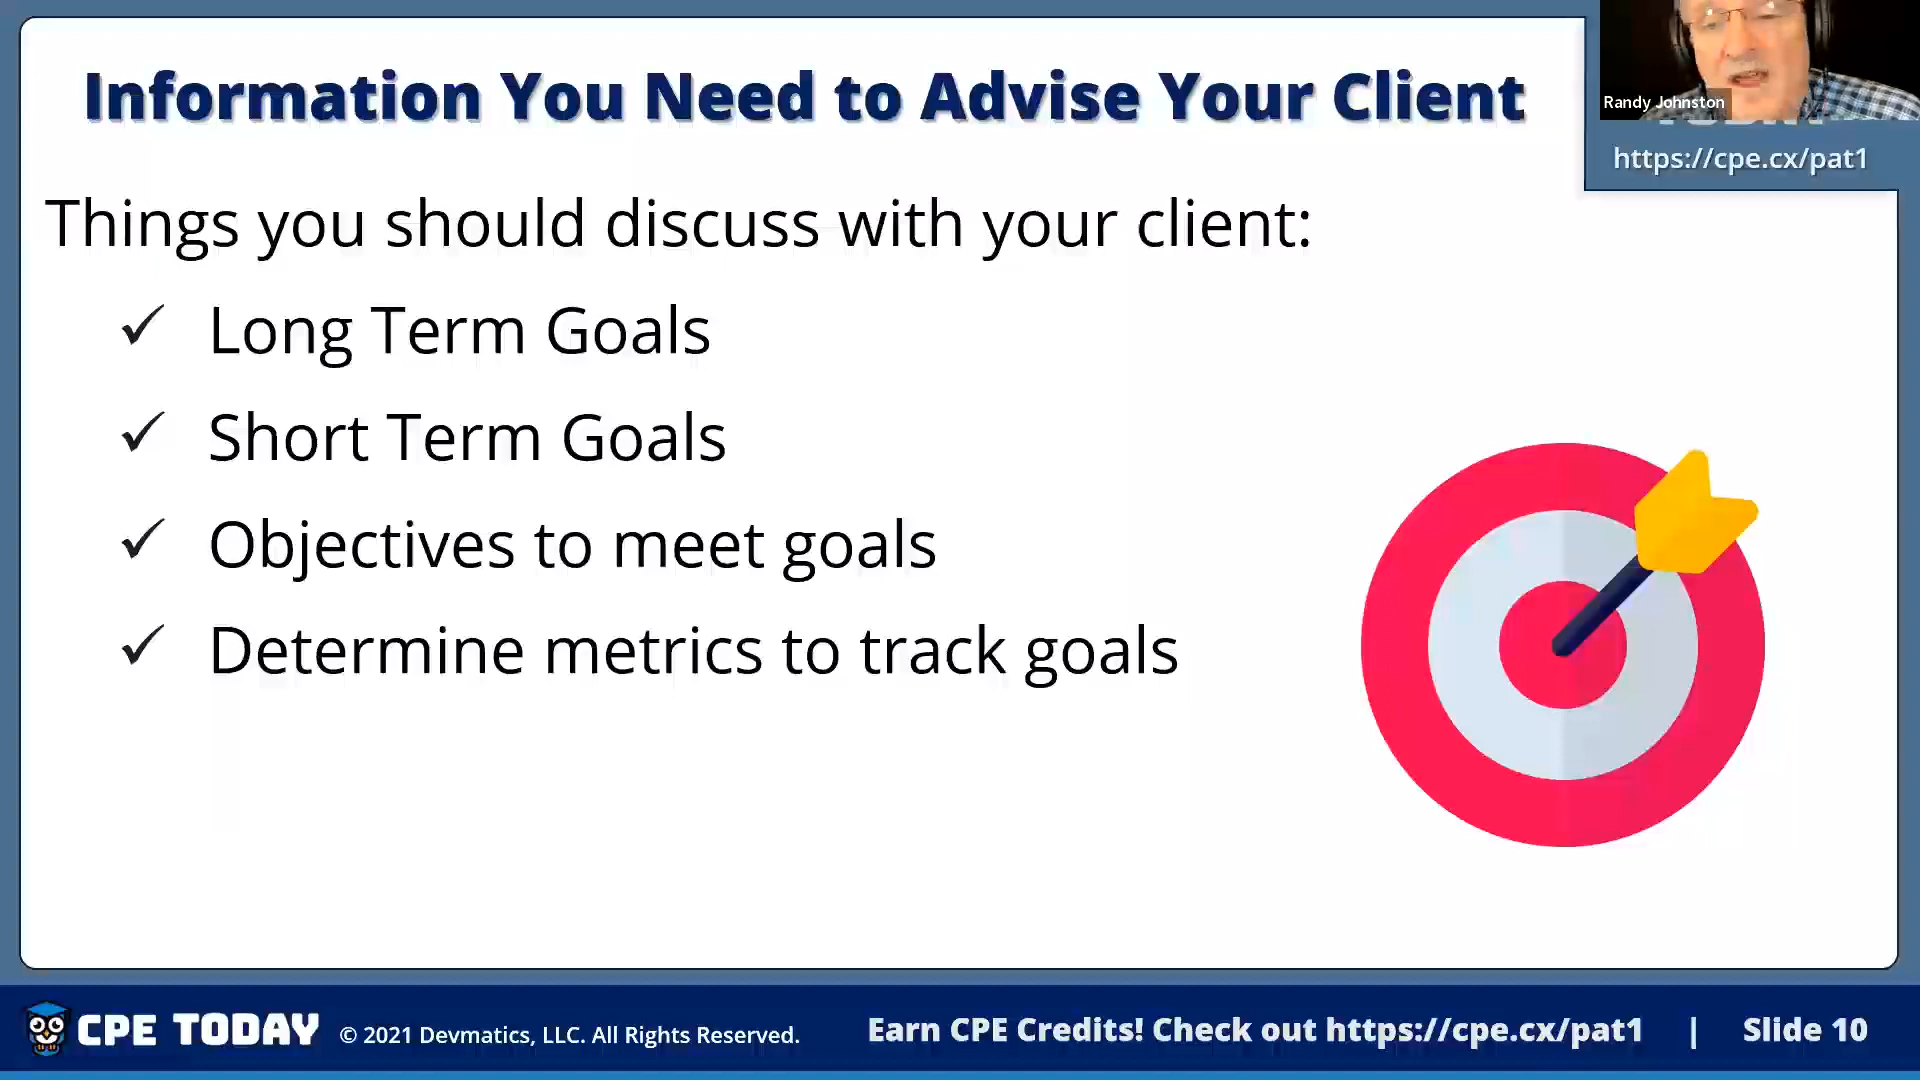 Information You Need to Advise Your Client
Randy Johnston
https://cpe.cx/pat1
Things you should discuss with your client:
✓ Long Term Goals
✓ Short Term Goals
✓ Objectives to meet goals
✓ Determine metrics to track goals
CPE TODAY © 2021 Devmatics, LLC. All Rights Reserved. Earn CPE Credits! Check out https://cpe.cx/pat1 | Slide 10